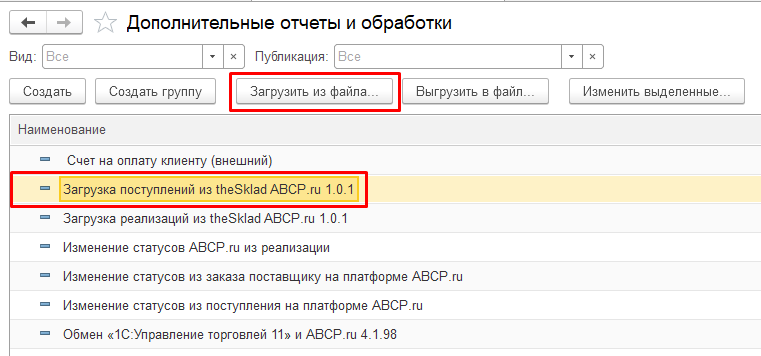 Дополнительные отчеты и обработки
Вид: Все Публикация: Все
Создать Создать группу Загрузить из файла... Выгрузить в файл... Изменить выделенные...
Наименование
Счет на оплату клиенту (внешний)
Загрузка поступлений из theSklad ABCP.ru 1.0.1
Загрузка реализаций из theSklad ABCP.ru 1.0.1
Изменение статусов ABCP.ru из реализации
Изменение статусов из заказа поставщику на платформе ABCP.ru
Изменение статусов из поступления на платформе ABCP.ru
Обмен «1С:Управление торговлей 11» и ABCP.ru 4.1.98